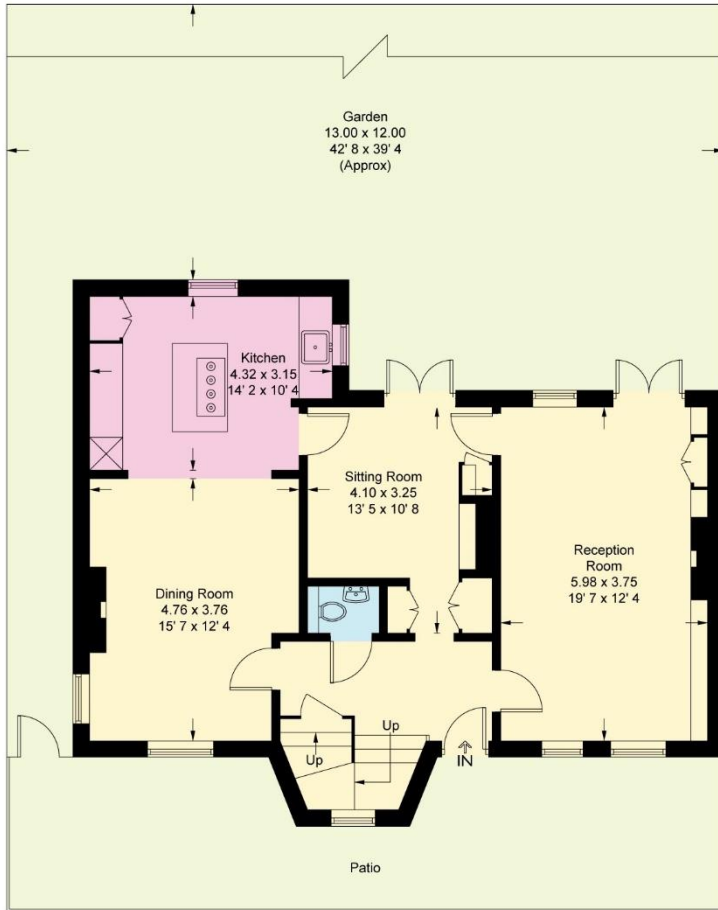 Garden
13.00 x 12.00
42' 8 x 39' 4
(Approx)
Kitchen
4.32 x 3.15
14' 2 x 10' 4
Sitting Room
4.10 x 3.25
13' 5 x 10' 8
Reception
Room
5.98 x 3.75
19' 7 x 12' 4
Dining Room
4.76 x 3.76
15' 7 x 12' 4
Up
Up
IN
Patio